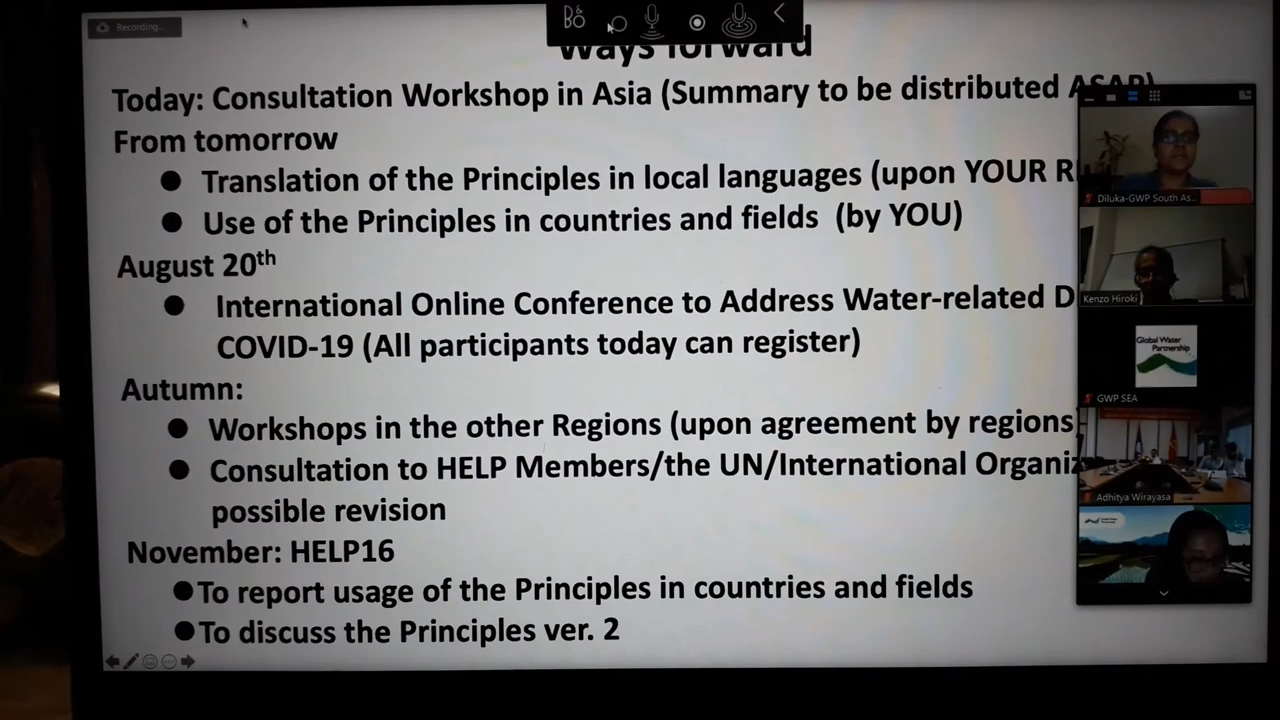 Recording...
Ways forward
Today: Consultation Workshop in Asia (Summary to be distributed ASAP)
From tomorrow
● Translation of the Principles in local languages (upon YOUR
● Use of the Principles in countries and fields (by YOU)
August 20th
● International Online Conference to Address Water-related
COVID-19 (All participants today can register)
Autumn:
● Workshops in the other Regions (upon agreement by regions
● Consultation to HELP Members/the UN/International
possible revision
November: HELP16
● To report usage of the Principles in countries and fields
● To discuss the Principles ver. 2
Diluka-GWP South As...
Kenzo Hiroki
Global Water
Partnership
GWP SEA
Adhitya Wirayasa